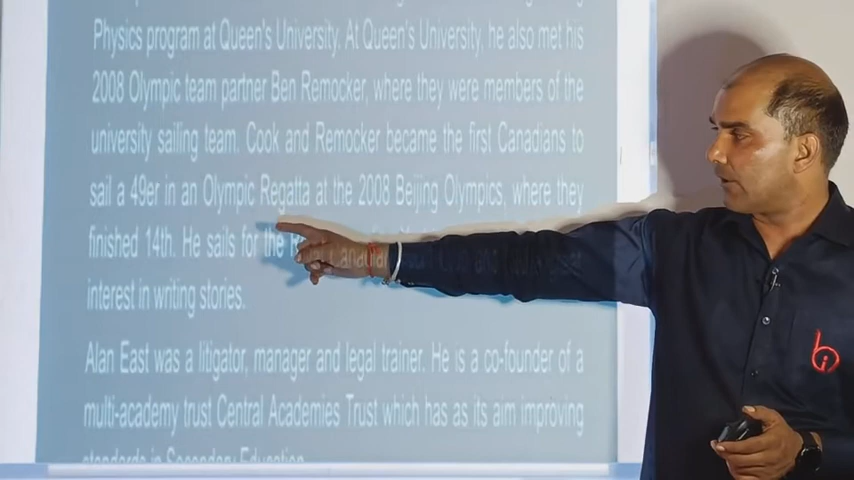 Physics program at Queen's University. At Queen's University, he also met his
2008 Olympic team partner Ben Remocker, where they were members of the
university sailing team. Cook and Remocker became the first Canadians to
sail a 49er in an Olympic Regatta at the 2008 Beijing Olympics, where they
finished 14th. He sails for the
interest in writing stories.
Alan East was a litigator, manager and legal trainer. He is a co-founder of a
multi-academy trust Central Academies Trust which has as its aim improving
standards in Secondary Education